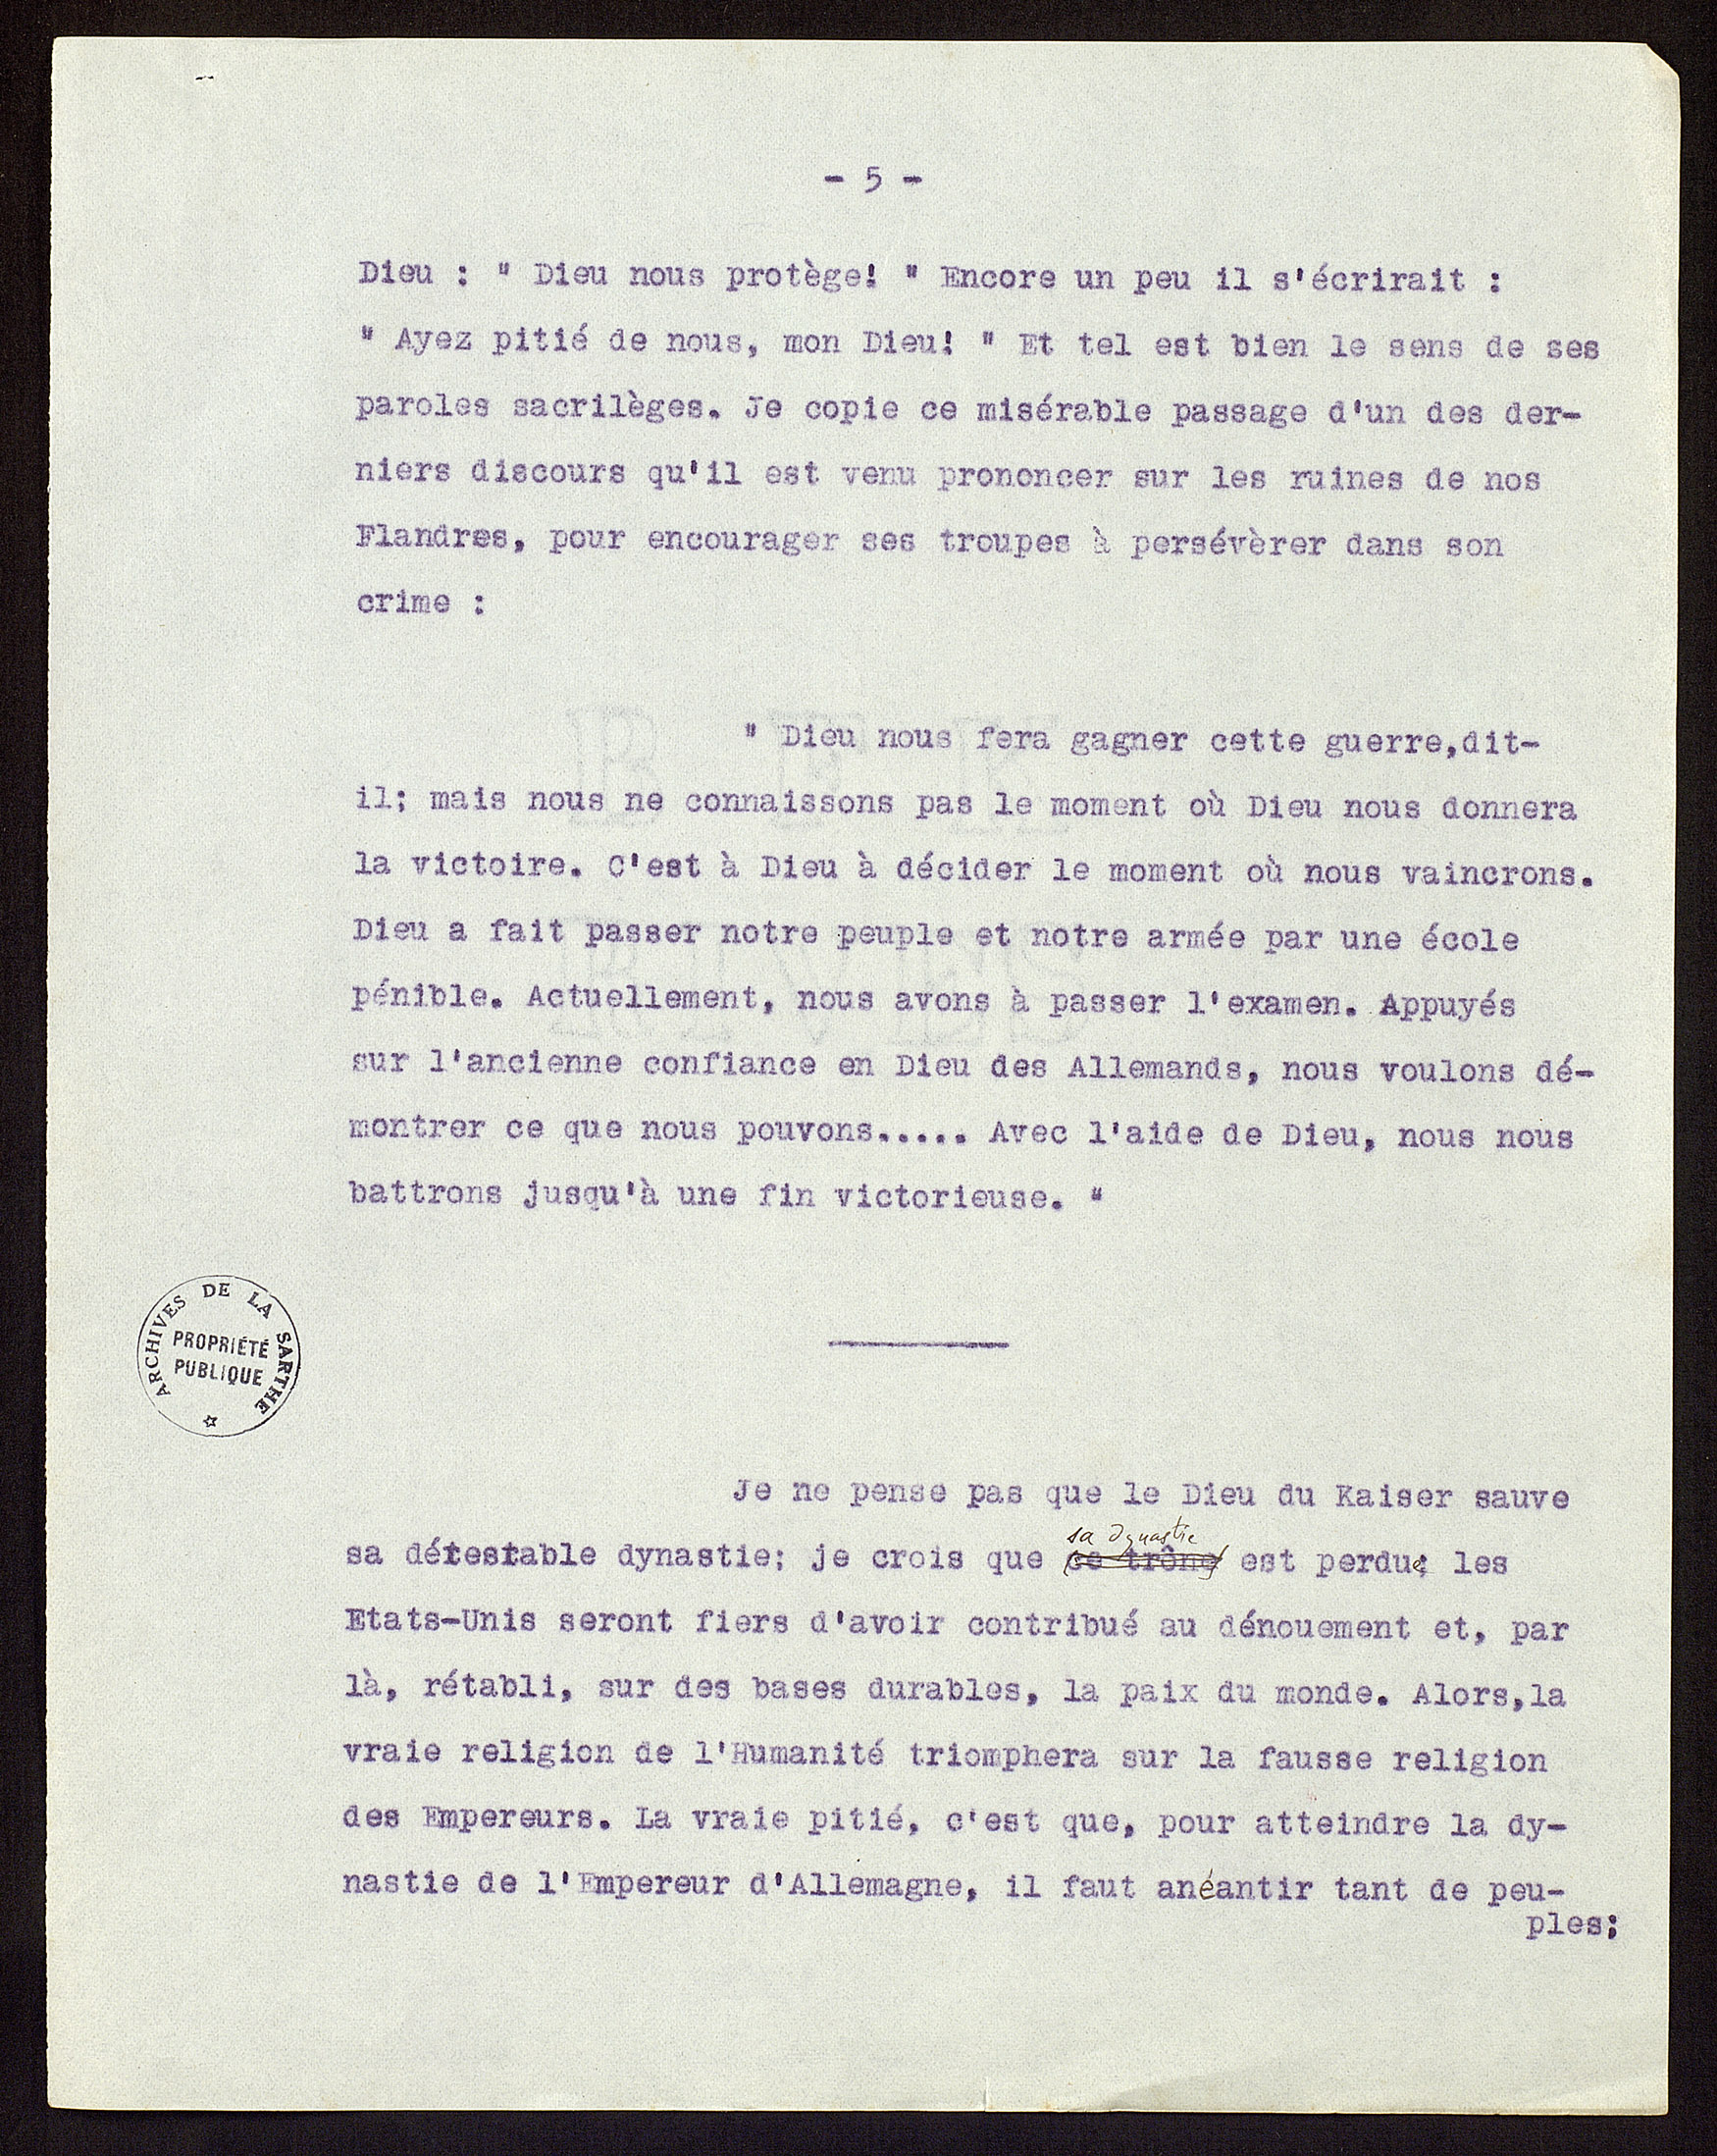 - 5 -
Dieu : " Dieu nous protège! " Encore un peu il s'écrirait :
" Ayez pitié de nous, mon Dieu! " Et tel est bien le sens de ses
paroles sacrilèges. Je copie ce misérable passage d'un des der-
niers discours qu'il est venu prononcer sur les ruines de nos
Flandres, pour encourager ses troupes à persévèrer dans son
crime :
" Dieu nous fera gagner cette guerre,dit-
il; mais nous ne connaissons pas le moment où Dieu nous donnera
la victoire. C'est à Dieu à décider le moment où nous vaincrons.
Dieu a fait passer notre peuple et notre armée par une école
pénible. Actuellement, nous avons à passer l'examen. Appuyés
sur l'ancienne confiance en Dieu des Allemands, nous voulons dé-
montrer ce que nous pouvons..... Avec l'aide de Dieu, nous nous
battrons jusqu'à une fin victorieuse. "
ARCHIVES DE LA SARTHE
PROPRIÉTÉ
PUBLIQUE
Je ne pense pas que le Dieu du Kaiser sauve
sa dynastie
sa détestable dynastie; je crois que ce trône est perdue; les
Etats-Unis seront fiers d'avoir contribué au dénouement et, par
là, rétabli, sur des bases durables, la paix du monde. Alors,la
vraie religion de l'Humanité triomphera sur la fausse religion
des Empereurs. La vraie pitié, c'est que, pour atteindre la dy-
nastie de l'Empereur d'Allemagne, il faut anéantir tant de peu-
ples;